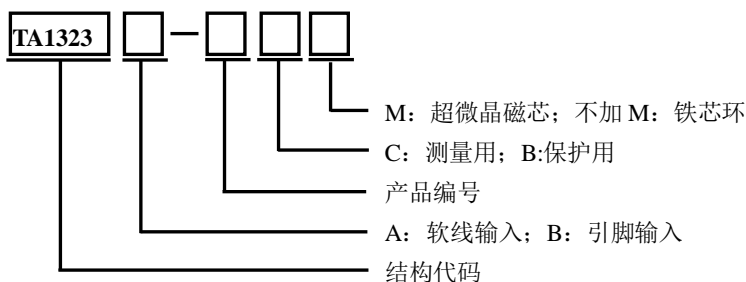 TA1323 —
M：超微晶磁芯；不加 M：铁芯环
C：测量用；B:保护用
产品编号
A：软线输入；B：引脚输入
结构代码